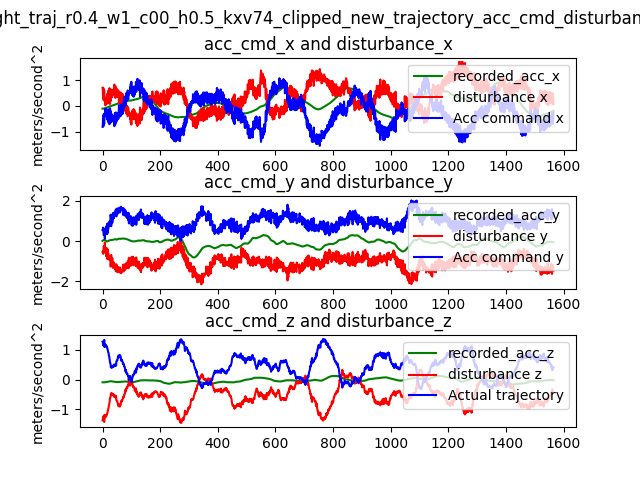 ght_traj_r0.4_w1_c00_h0.5_kxv74_clipped_new_trajectory_acc_cmd_disturban
acc_cmd_x and disturbance_x
meters/second^2
1
0
−1
recorded_acc_x
disturbance x
Acc command x
0 200 400 600 800 1000 1200 1400 1600
acc_cmd_y and disturbance_y
meters/second^2
2
0
−2
recorded_acc_y
disturbance y
Acc command y
0 200 400 600 800 1000 1200 1400 1600
acc_cmd_z and disturbance_z
meters/second^2
1
0
−1
recorded_acc_z
disturbance z
Actual trajectory
0 200 400 600 800 1000 1200 1400 1600